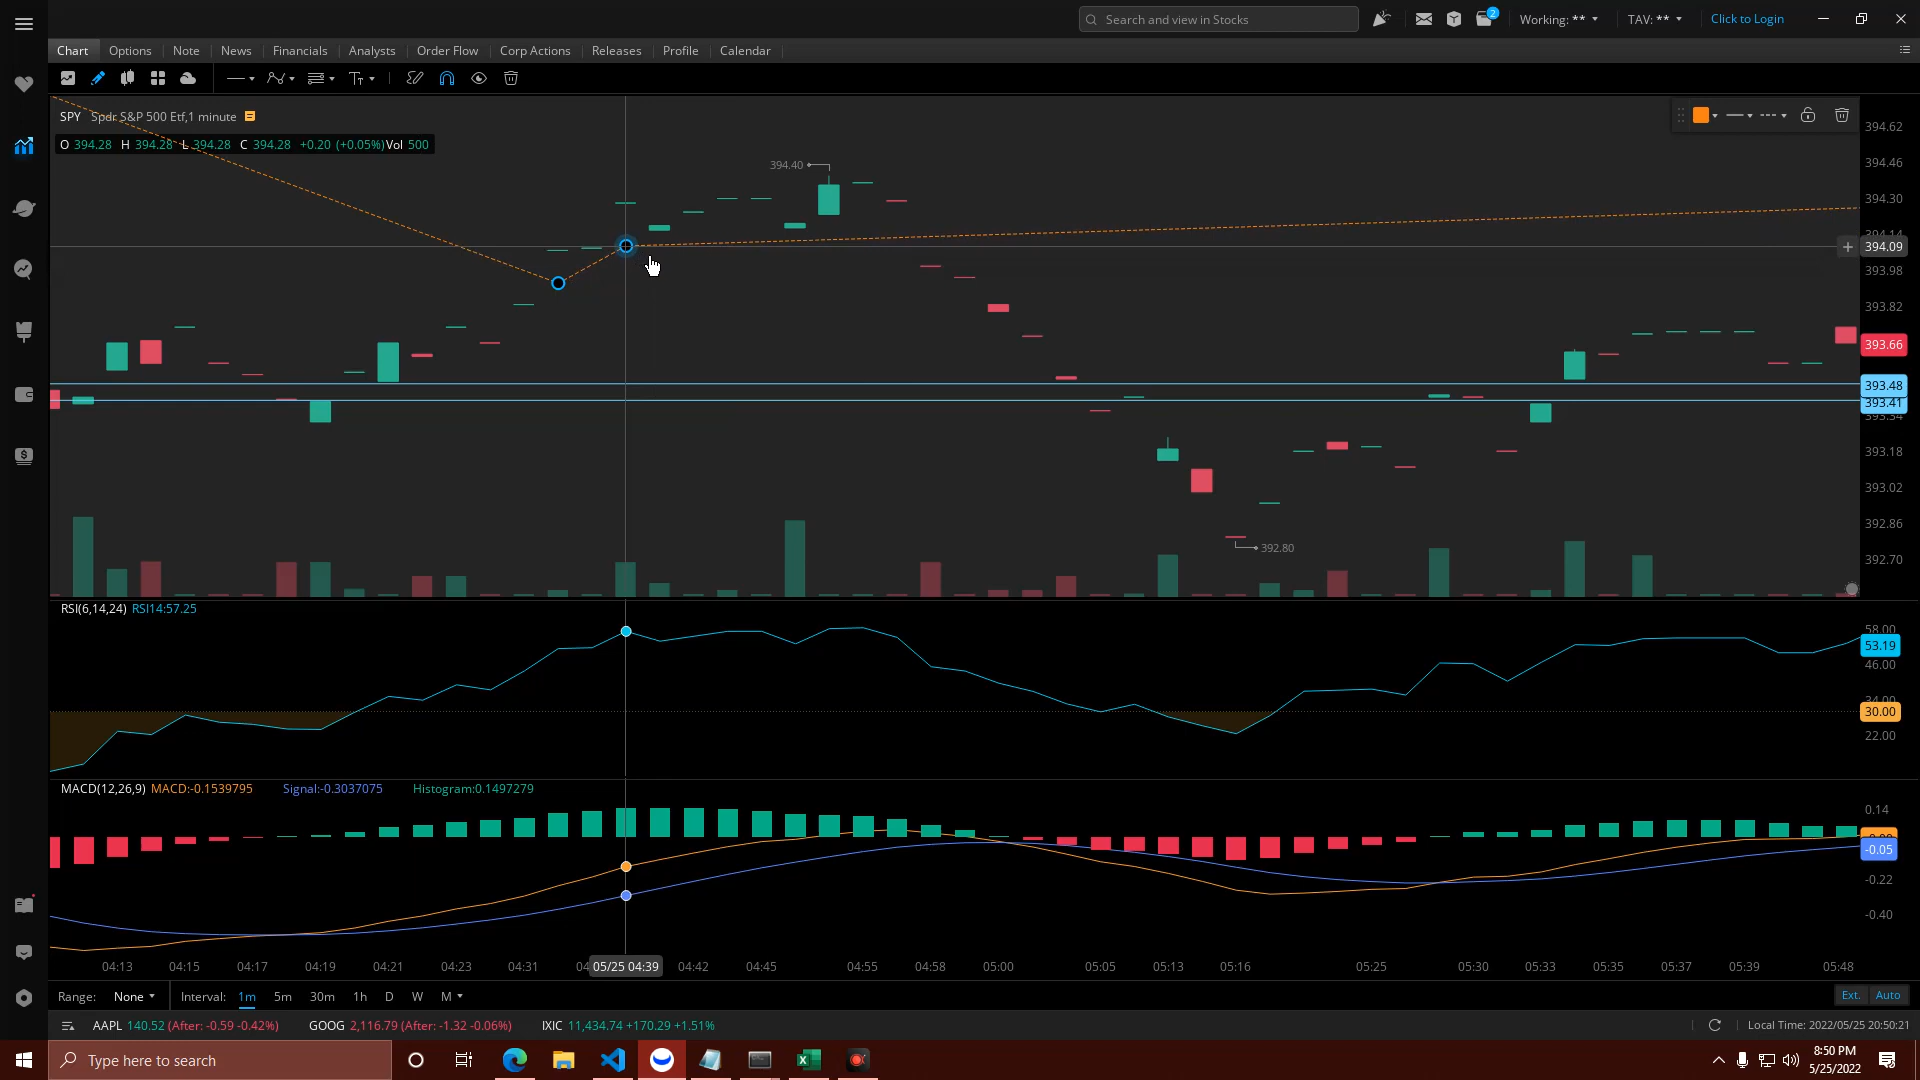 Search and view in Stocks
2
Working: **
TAV: **
Click to Login
Chart
Options
Note
News
Financials
Analysts
Order Flow
Corp Actions
Releases
Profile
Calendar
SPY Spdr S&P 500 Etf,1 minute
O 394.28 H 394.28 L 394.28 C 394.28 +0.20 (+0.05%)Vol 500
394.40
392.80
394.62
394.46
394.30
394.14
394.09
393.98
393.82
393.66
393.48
393.41
393.34
393.18
393.02
392.86
392.70
RSI(6,14,24) RSI14:57.25
58.00
53.19
46.00
34.00
30.00
22.00
MACD(12,26,9) MACD:-0.1539795 Signal:-0.3037075 Histogram:0.1497279
0.14
-0.05
-0.22
-0.40
04:13 04:15 04:17 04:19 04:21 04:23 04:31 05/25 04:39 04:42 04:45 04:55 04:58 05:00 05:05 05:13 05:16 05:25 05:30 05:33 05:35 05:37 05:39 05:48
Range: None Interval: 1m 5m 30m 1h D W M
Ext. Auto
AAPL 140.52 (After: -0.59 -0.42%) GOOG 2,116.79 (After: -1.32 -0.06%) IXIC 11,434.74 +170.29 +1.51%
Local Time: 2022/05/25 20:50:21
Type here to search
8:50 PM
5/25/2022